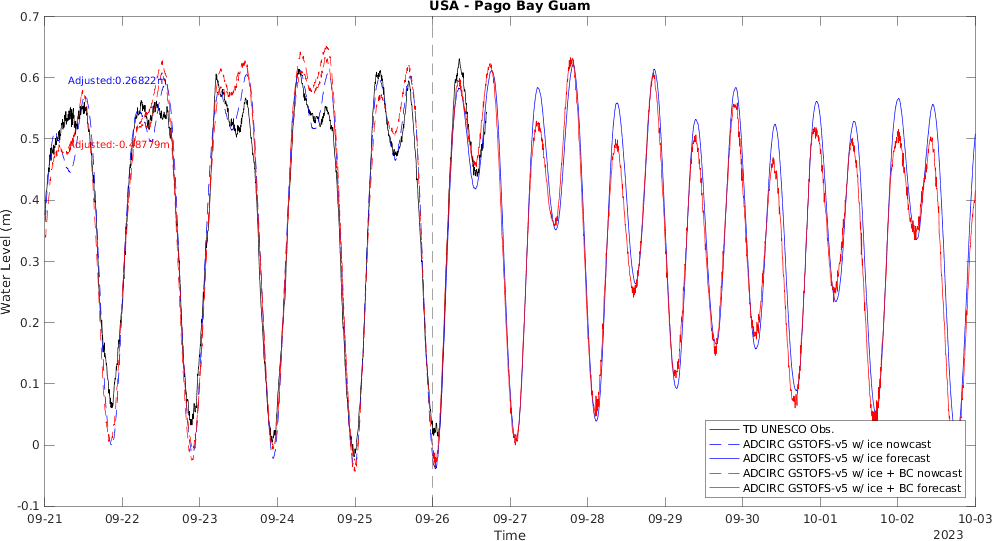 USA - Pago Bay Guam
0.7
0.6
0.5
0.4
0.3
0.2
0.1
0
-0.1
Water Level (m)
Adjusted:0.26822m
Adjusted:-0.48779m
TD UNESCO Obs.
ADCIRC GSTOFS-v5 w/ ice nowcast
ADCIRC GSTOFS-v5 w/ ice forecast
ADCIRC GSTOFS-v5 w/ ice + BC nowcast
ADCIRC GSTOFS-v5 w/ ice + BC forecast
09-21 09-22 09-23 09-24 09-25 09-26 09-27 09-28 09-29 09-30 10-01 10-02 10-03
Time
2023